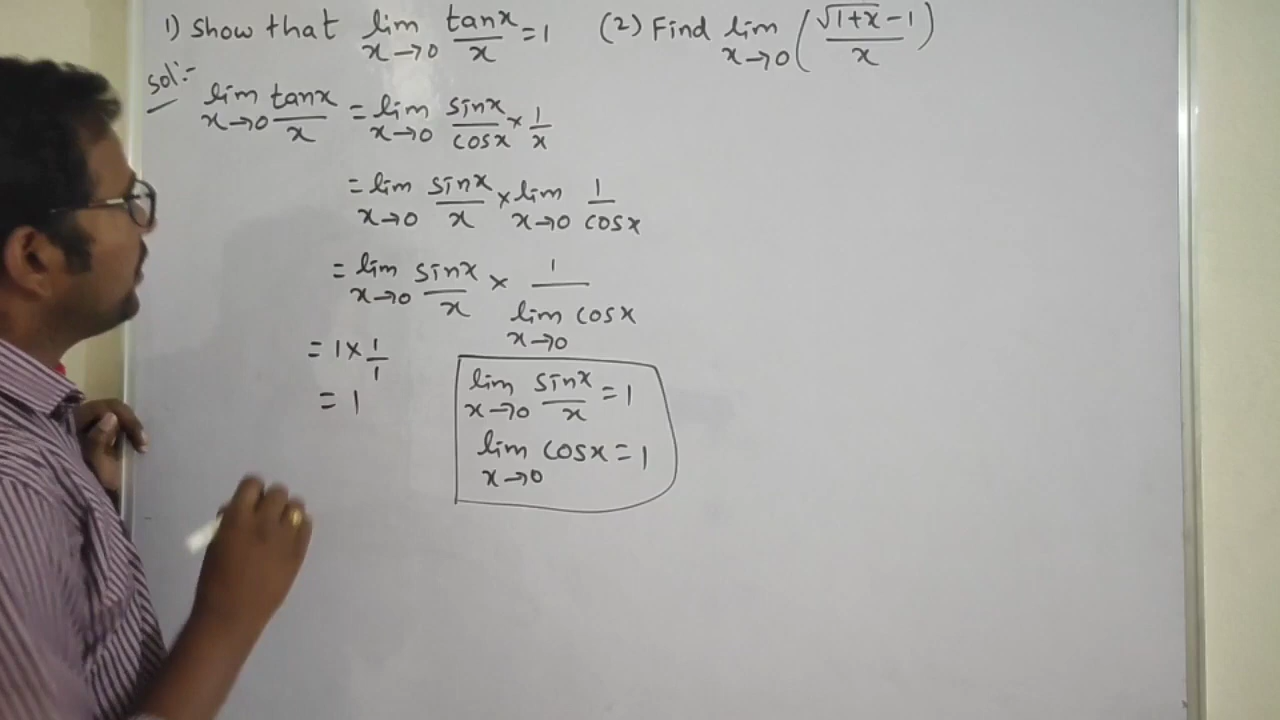 1) Show that lim x→0 tanx/x = 1 (2) Find lim x→0 (√1+x - 1 / x)
Sol:- lim x→0 tanx/x = lim x→0 sinx/cosx × 1/x
= lim x→0 sinx/x × lim x→0 1/cosx
= lim x→0 sinx/x × 1/lim x→0 cosx
= 1 × 1/1
= 1
lim x→0 sinx/x = 1
lim x→0 cosx = 1